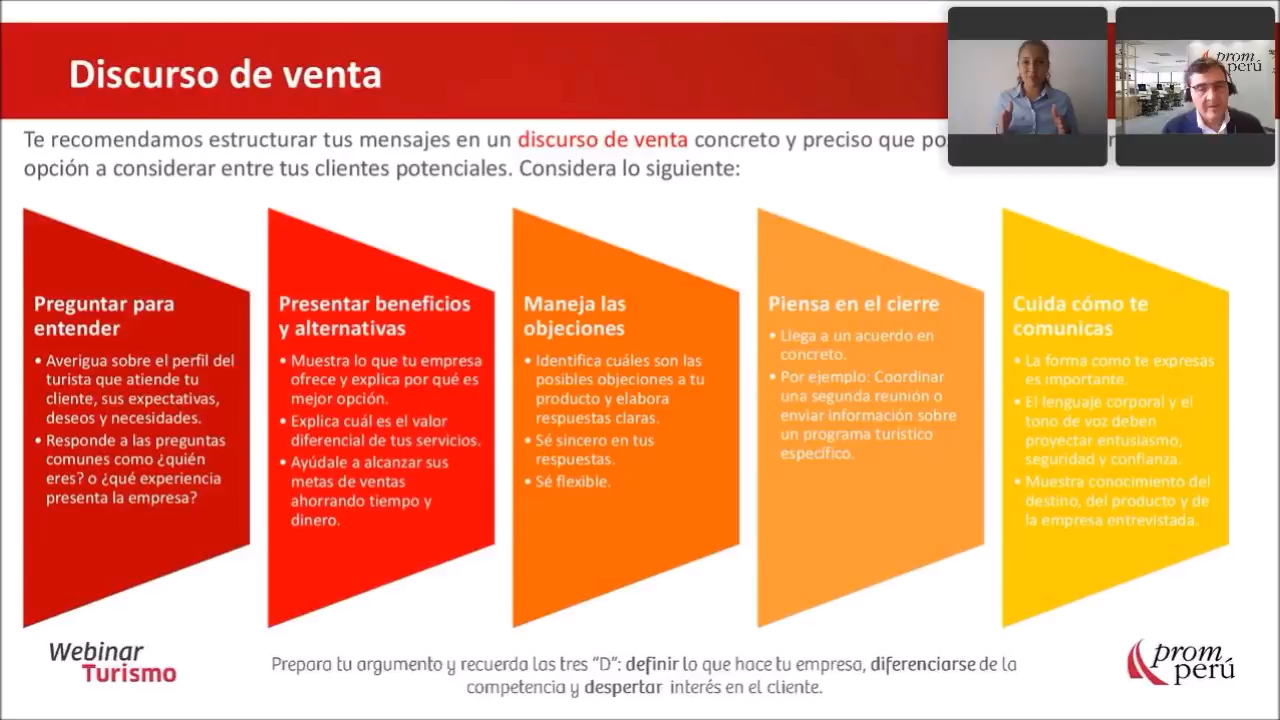 Discurso de venta
prom
perú
Te recomendamos estructurar tus mensajes en un discurso de venta concreto y preciso que
opción a considerar entre tus clientes potenciales. Considera lo siguiente:
Preguntar para
entender
• Averigua sobre el perfil del
turista que atiende tu
cliente, sus expectativas,
deseos y necesidades.
• Responde a las preguntas
comunes como ¿quién
eres? o ¿qué experiencia
presenta la empresa?
Presentar beneficios
y alternativas
• Muestra lo que tu empresa
ofrece y explica por qué es
mejor opción.
• Explica cuál es el valor
diferencial de tus servicios.
• Ayúdale a alcanzar sus
metas de ventas
ahorrando tiempo y
dinero.
Maneja las
objeciones
• Identifica cuáles son las
posibles objeciones a tu
producto y elabora
respuestas claras.
• Sé sincero en tus
respuestas.
• Sé flexible.
Piensa en el cierre
• Llega a un acuerdo en
concreto.
• Por ejemplo: Coordinar
una segunda reunión o
enviar información sobre
un programa turístico
específico.
Cuida cómo te
comunicas
• La forma como te expresas
es importante.
• El lenguaje corporal y el
tono de voz deben
proyectar entusiasmo,
seguridad y confianza.
• Muestra conocimiento del
destino, del producto y de
la empresa entrevistada.
Webinar
Turismo
Prepara tu argumento y recuerda las tres "D": definir lo que hace tu empresa, diferenciarse de la
competencia y despertar interés en el cliente.
prom
perú